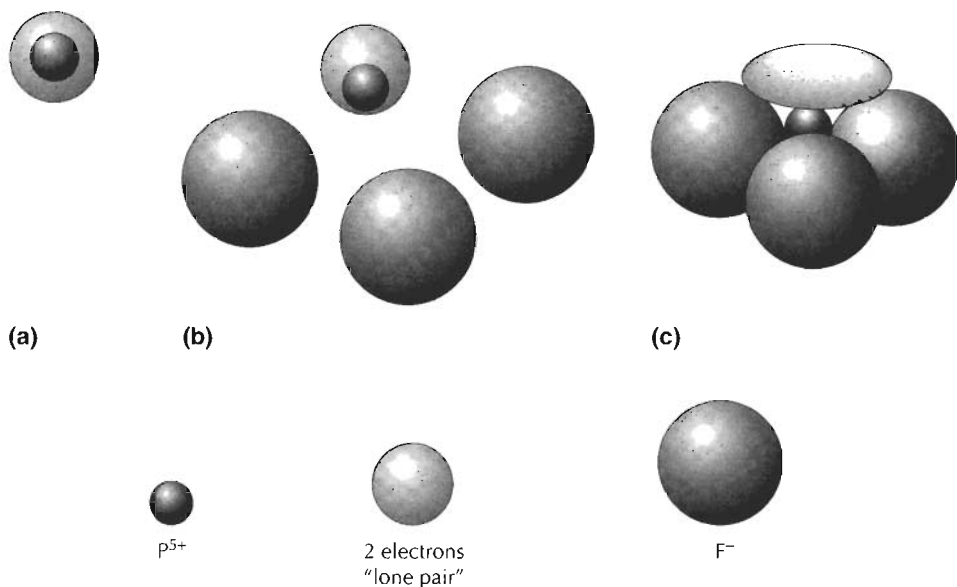 (a)
(b)
(c)
P⁵⁺
2 electrons
"lone pair"
F⁻